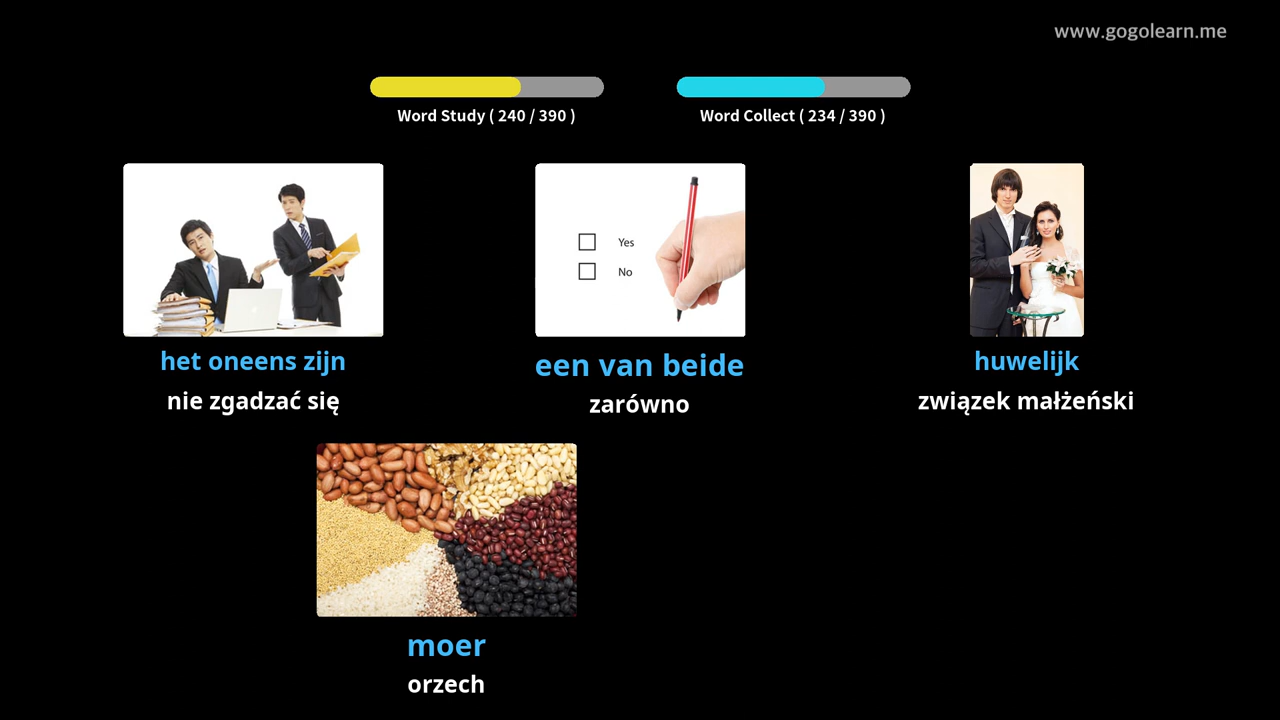 www.gogolearn.me
Word Study ( 240 / 390 )
Word Collect ( 234 / 390 )
Yes
No
het oneens zijn
nie zgadzać się
een van beide
zarówno
huwelijk
związek małżeński
moer
orzech